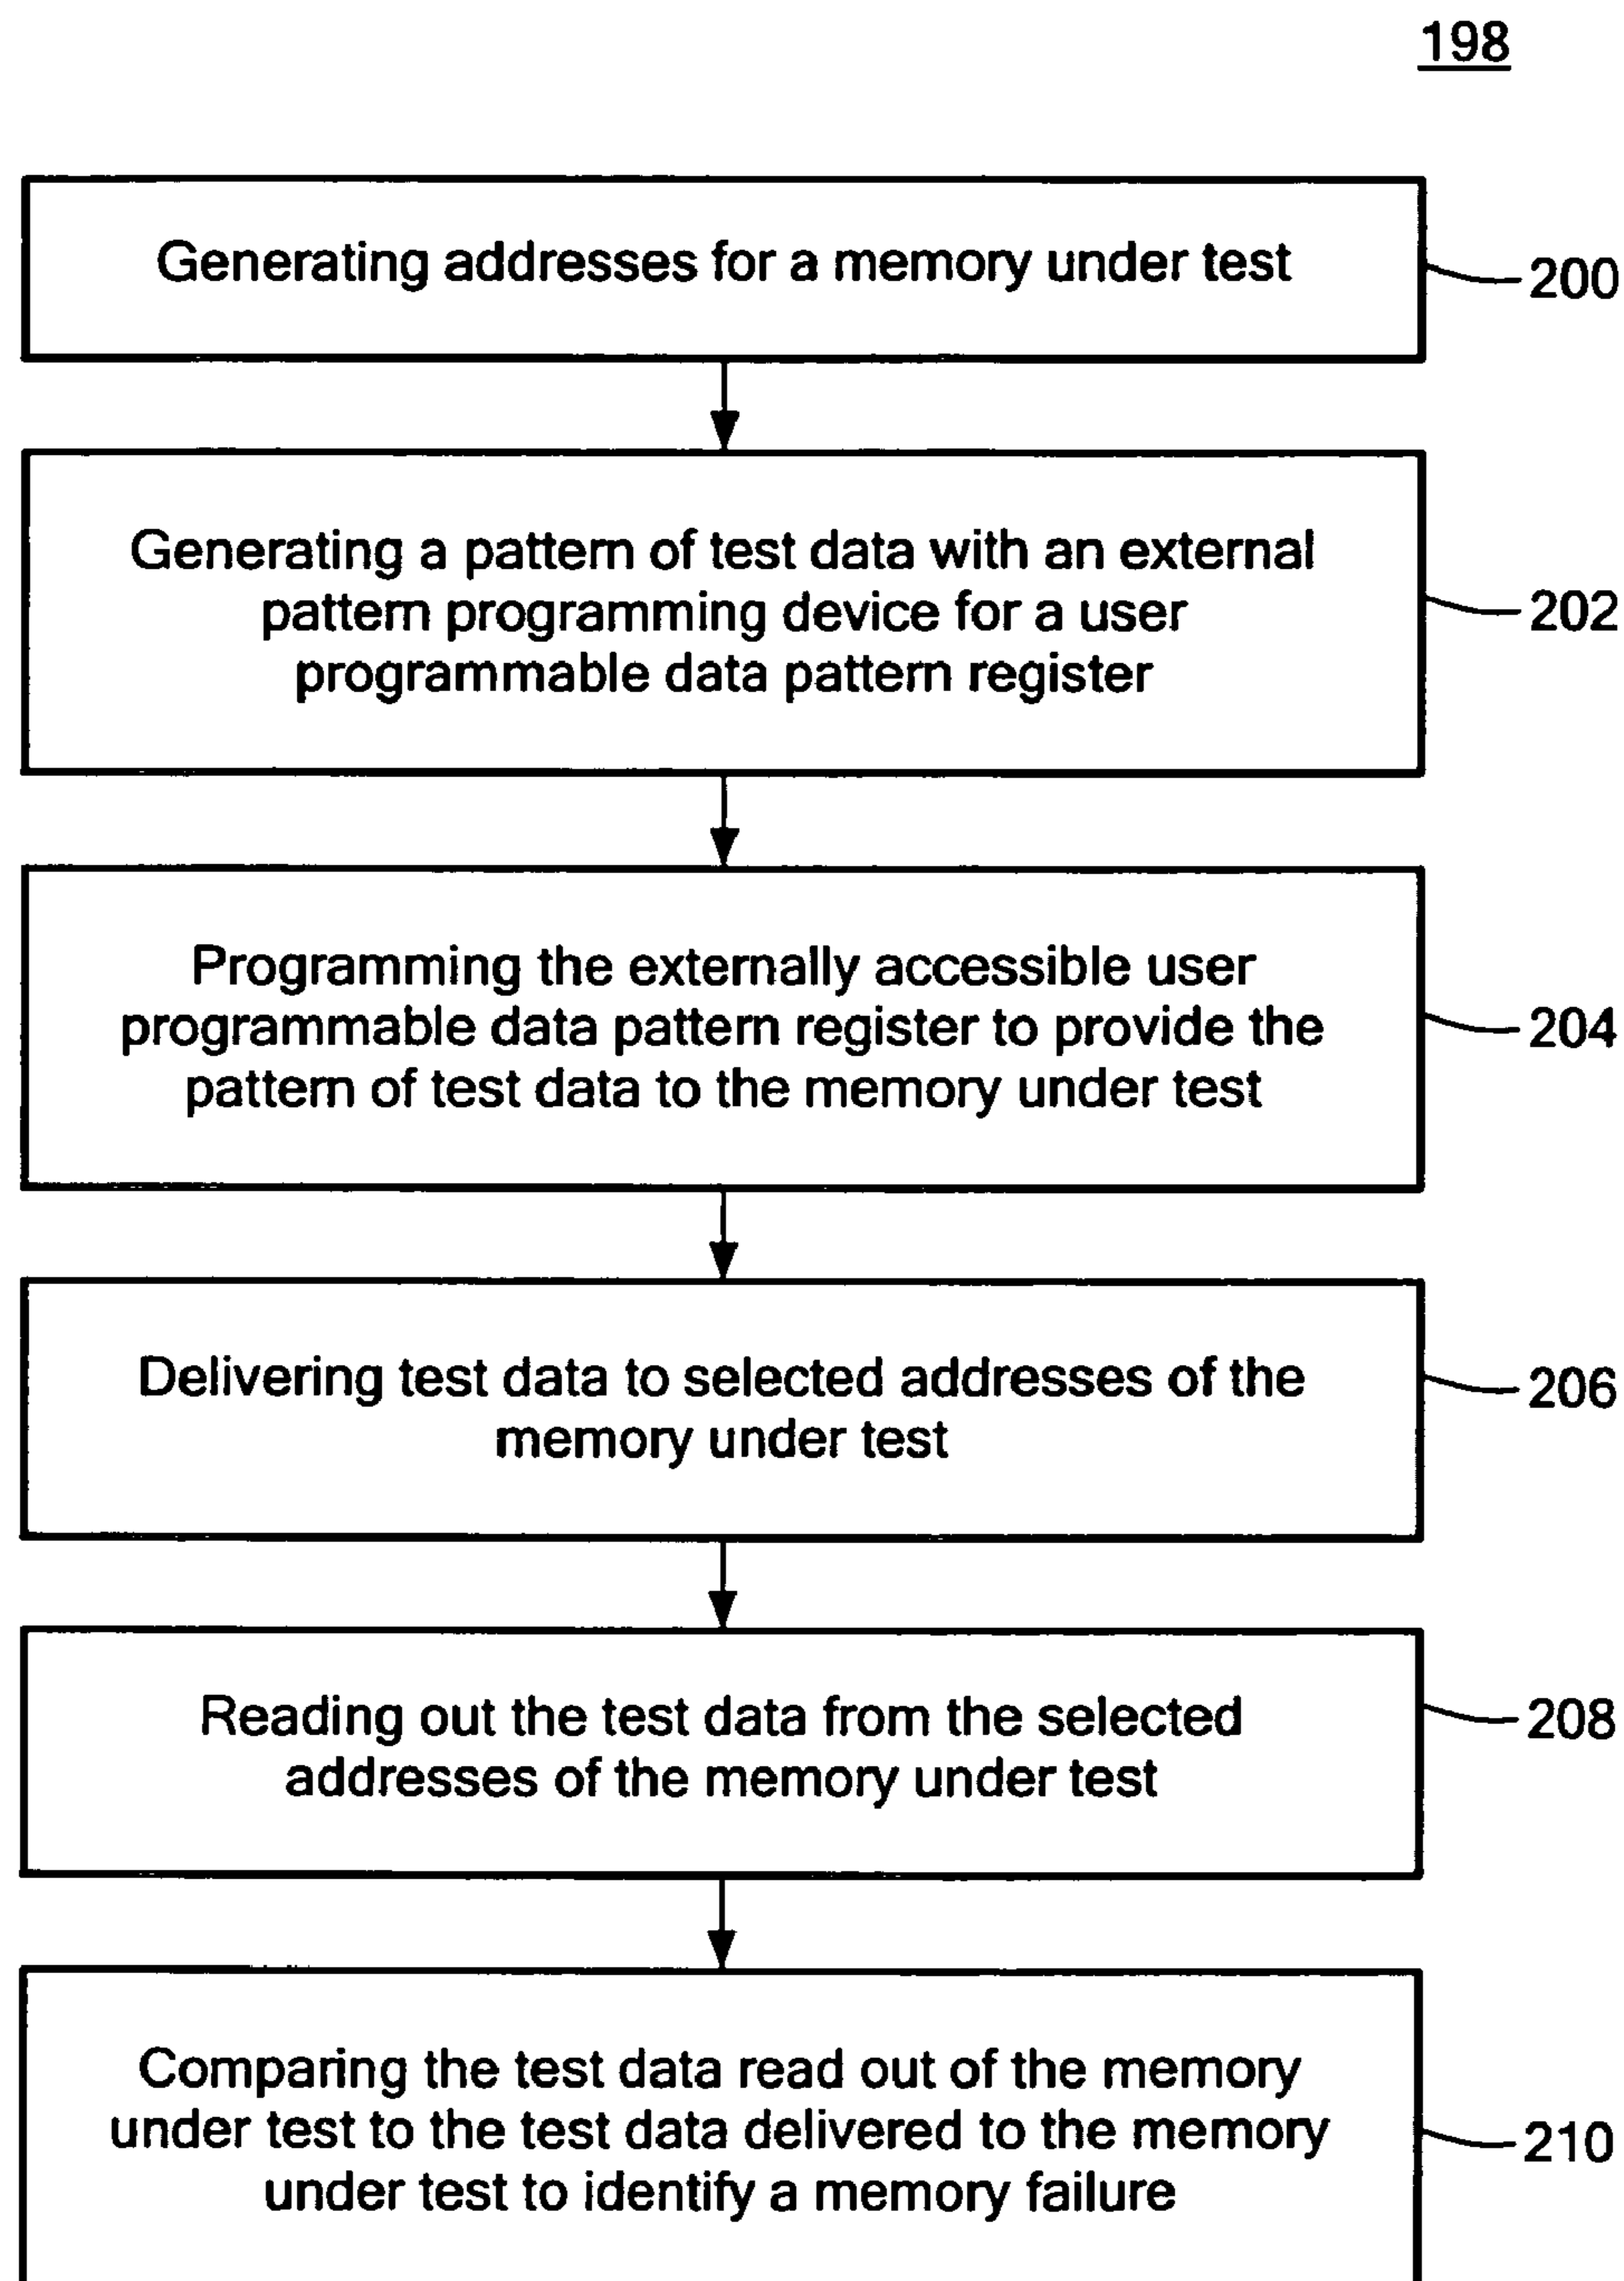 198
Generating addresses for a memory under test
200
Generating a pattern of test data with an external
pattern programming device for a user
programmable data pattern register
202
Programming the externally accessible user
programmable data pattern register to provide the
pattern of test data to the memory under test
204
Delivering test data to selected addresses of the
memory under test
206
Reading out the test data from the selected
addresses of the memory under test
208
Comparing the test data read out of the memory
under test to the test data delivered to the memory
under test to identify a memory failure
210